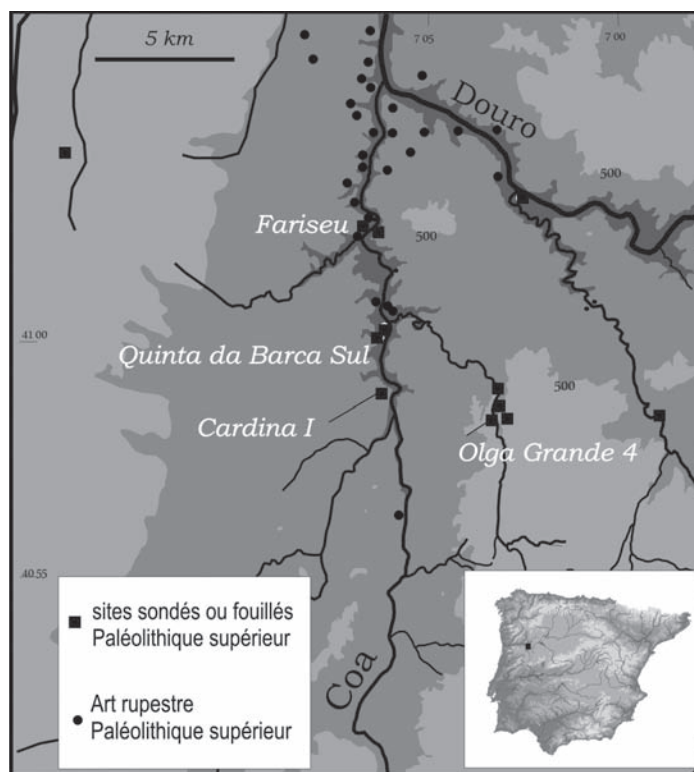 5 km
7 05
7 00
Douro
500
Fariseu
500
41 00
Quinta da Barca Sul
500
Cardina I
Olga Grande 4
40.55
sites sondés ou fouillés
Paléolithique supérieur
Art rupestre
Paléolithique supérieur
Coa